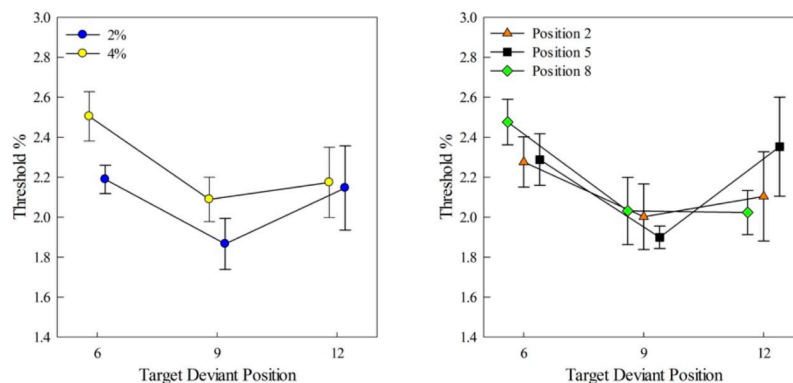 3.0
2.8
2.6
2.4
2.2
2.0
1.8
1.6
1.4
Threshold %
2%
4%
6 9 12
Target Deviant Position
3.0
2.8
2.6
2.4
2.2
2.0
1.8
1.6
1.4
Threshold %
Position 2
Position 5
Position 8
6 9 12
Target Deviant Position